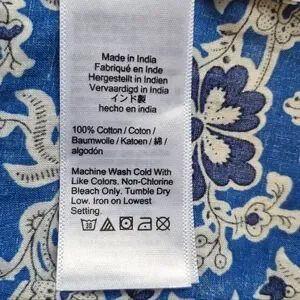 Made in India
Fabriqué en Inde
Hergestellt in Indien
Vervaardigd in India
インド製
hecho en india
100% Cotton / Coton /
Baumwolle / Katoen / 綿 /
algodón
Machine Wash Cold With
Like Colors. Non-Chlorine
Bleach Only. Tumble Dry
Low. Iron on Lowest
Setting.
30